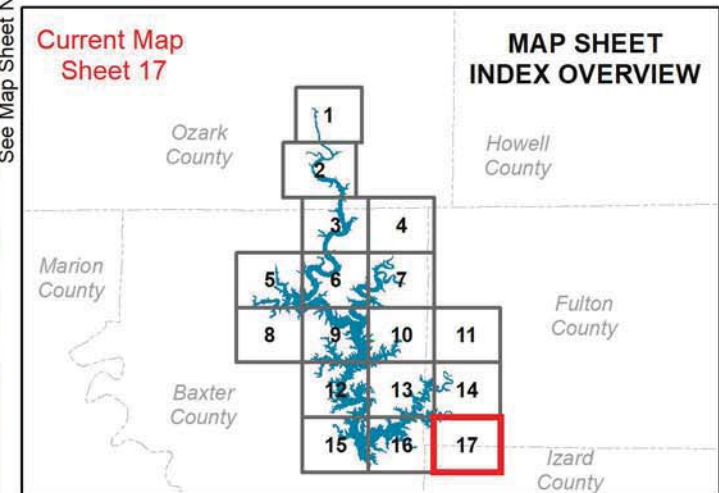 See Map Sheet
Current Map
Sheet 17
MAP SHEET
INDEX OVERVIEW
Ozark
County
Howell
County
1
2
3
4
Marion
County
5
6
7
Fulton
County
8
9
10
11
Baxter
County
12
13
14
15
16
17
Izard
County